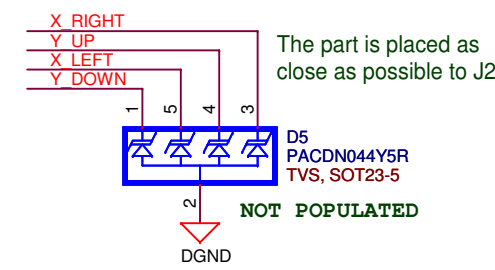 X_RIGHT
Y_UP
X_LEFT
Y_DOWN
The part is placed as
close as possible to J2
1
5
4
3
D5
PACDN044Y5R
TVS, SOT23-5
2
NOT POPULATED
DGND